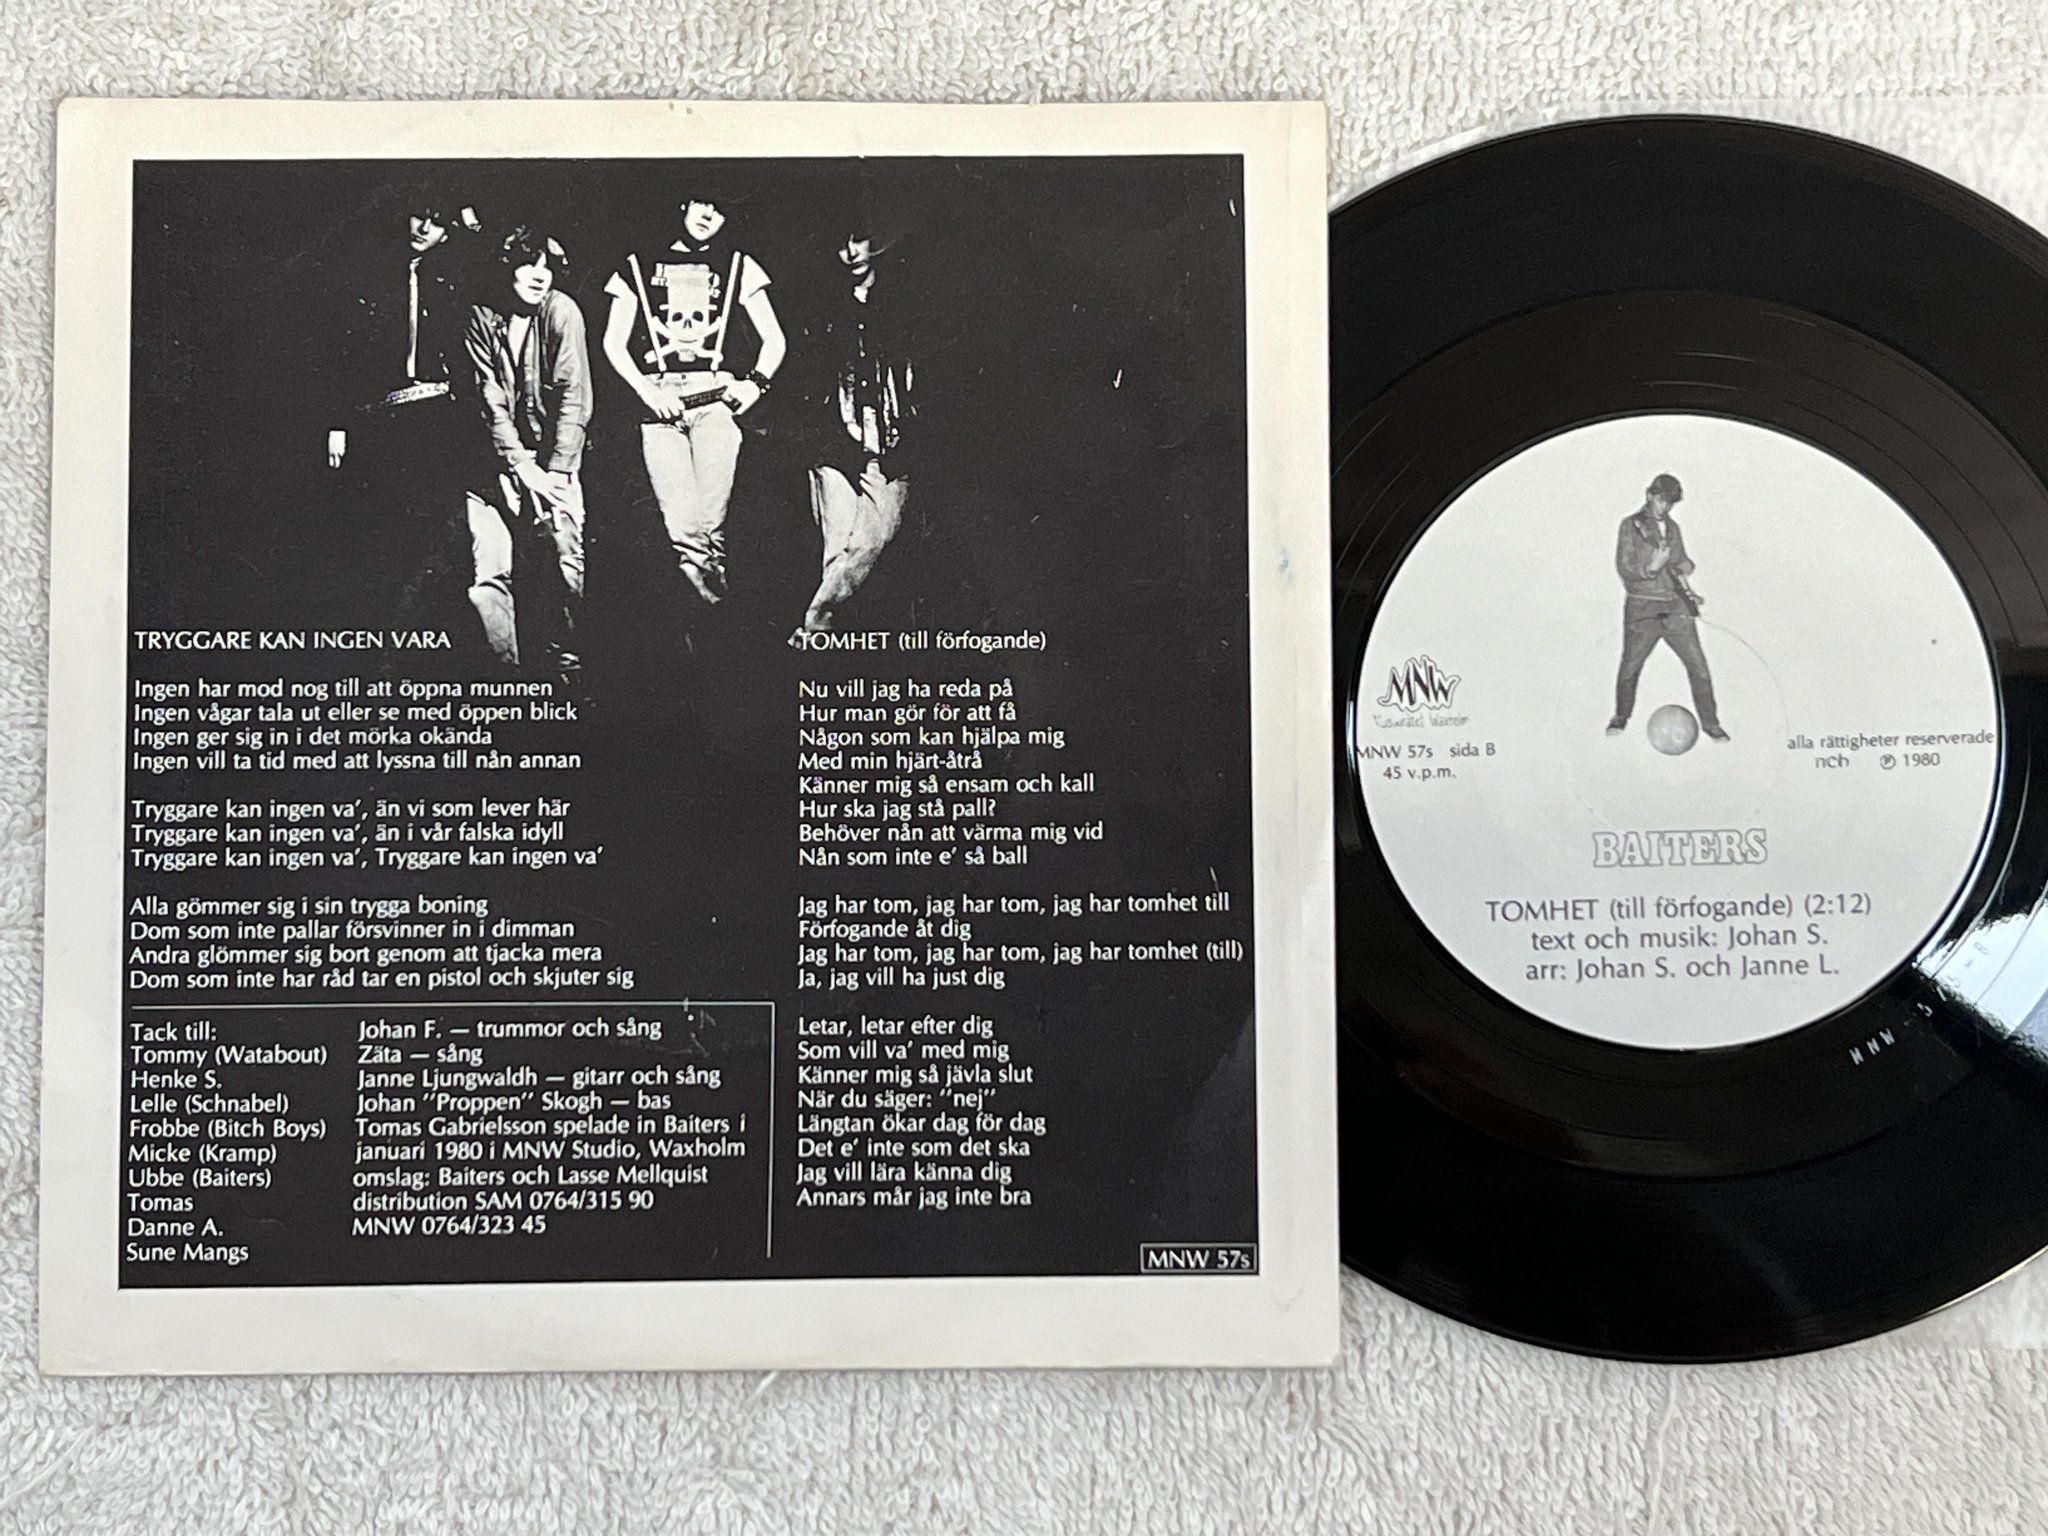 TRYGGARE KAN INGEN VARA
Ingen har mod nog till att öppna munnen
Ingen vågar tala ut eller se med öppen blick
Ingen ger sig in i det mörka okända
Ingen vill ta tid med att lyssna till nån annan
Tryggare kan ingen va', än vi som lever här
Tryggare kan ingen va', än i vår falska idyll
Tryggare kan ingen va', Tryggare kan ingen va'
Alla gömmer sig i sin trygga boning
Dom som inte pallar försvinner in i dimman
Andra glömmer sig bort genom att tjacka mera
Dom som inte har råd tar en pistol och skjuter sig
Tack till:
Tommy (Watabout)
Henke S.
Lelle (Schnabel)
Frobbe (Bitch Boys)
Micke (Kramp)
Ubbe (Baiters)
Tomas
Danne A.
Sune Mangs
Johan F. — trummor och sång
Zäta — sång
Janne Ljungwaldh — gitarr och sång
Johan "Proppen" Skogh — bas
Tomas Gabrielsson spelade in Baiters i
januari 1980 i MNW Studio, Waxholm
omslag: Baiters och Lasse Mellquist
distribution SAM 0764/315 90
MNW 0764/323 45
TOMHET (till förfogande)
Nu vill jag ha reda på
Hur man gör för att få
Någon som kan hjälpa mig
Med min hjärt-åtrå
Känner mig så ensam och kall
Hur ska jag stå pall?
Behöver nån att värma mig vid
Nån som inte e' så ball
Jag har tom, jag har tom, jag har tomhet till
Förfogande åt dig
Jag har tom, jag har tom, jag har tomhet (till)
Ja, jag vill ha just dig
Letar, letar efter dig
Som vill va' med mig
Känner mig så jävla slut
När du säger: "nej"
Längtan ökar dag för dag
Det e' inte som det ska
Jag vill lära känna dig
Annars mår jag inte bra
MNW 57s
MNW
MNW 57s sida B
45 v.p.m.
alla rättigheter reserverade
ncb Ⓟ 1980
BAITERS
TOMHET (till förfogande) (2:12)
text och musik: Johan S.
arr: Johan S. och Janne L.
MNW 57